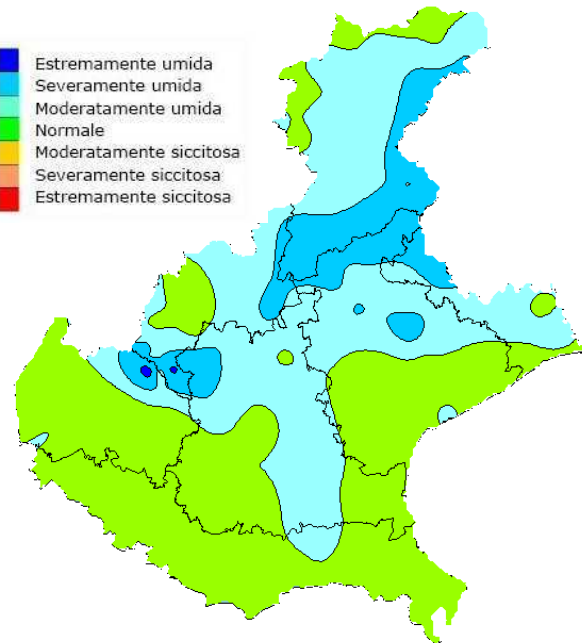 Estremamente umida
Severamente umida
Moderatamente umida
Normale
Moderatamente siccitosa
Severamente siccitosa
Estremamente siccitosa